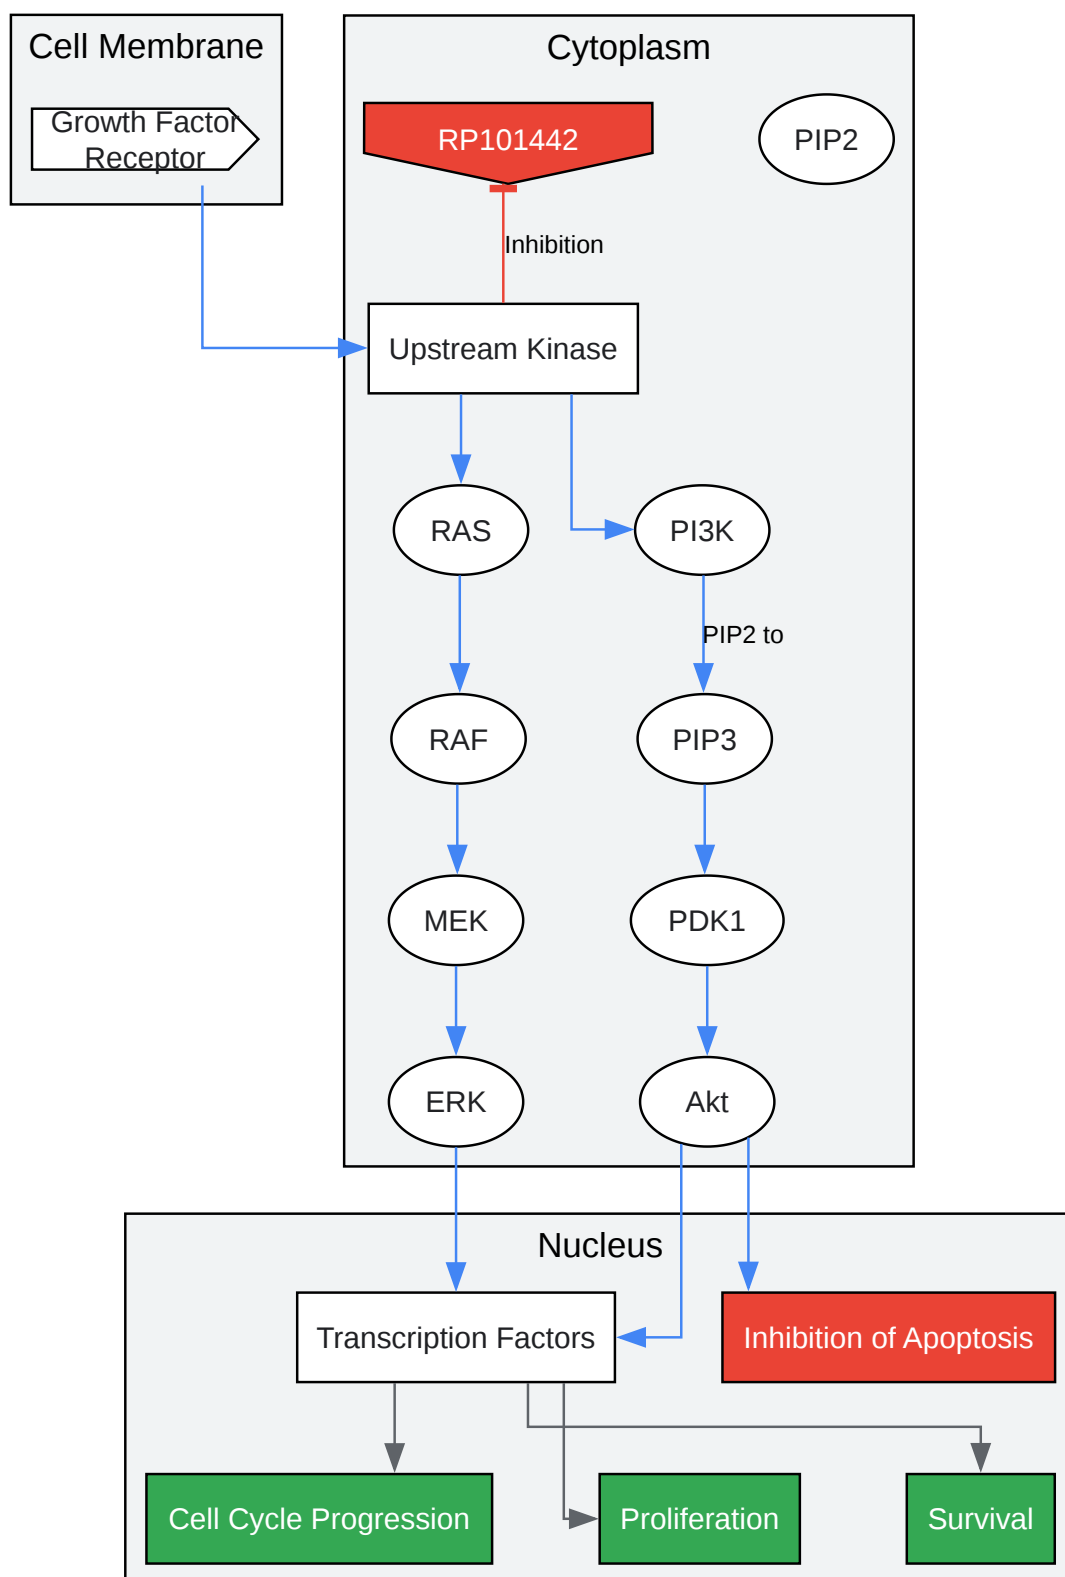 Cell Membrane
Growth Factor
Receptor
Cytoplasm
RP101442
PIP2
Inhibition
Upstream Kinase
RAS
PI3K
PIP2 to
RAF
PIP3
MEK
PDK1
ERK
Akt
Nucleus
Transcription Factors
Inhibition of Apoptosis
Cell Cycle Progression
Proliferation
Survival